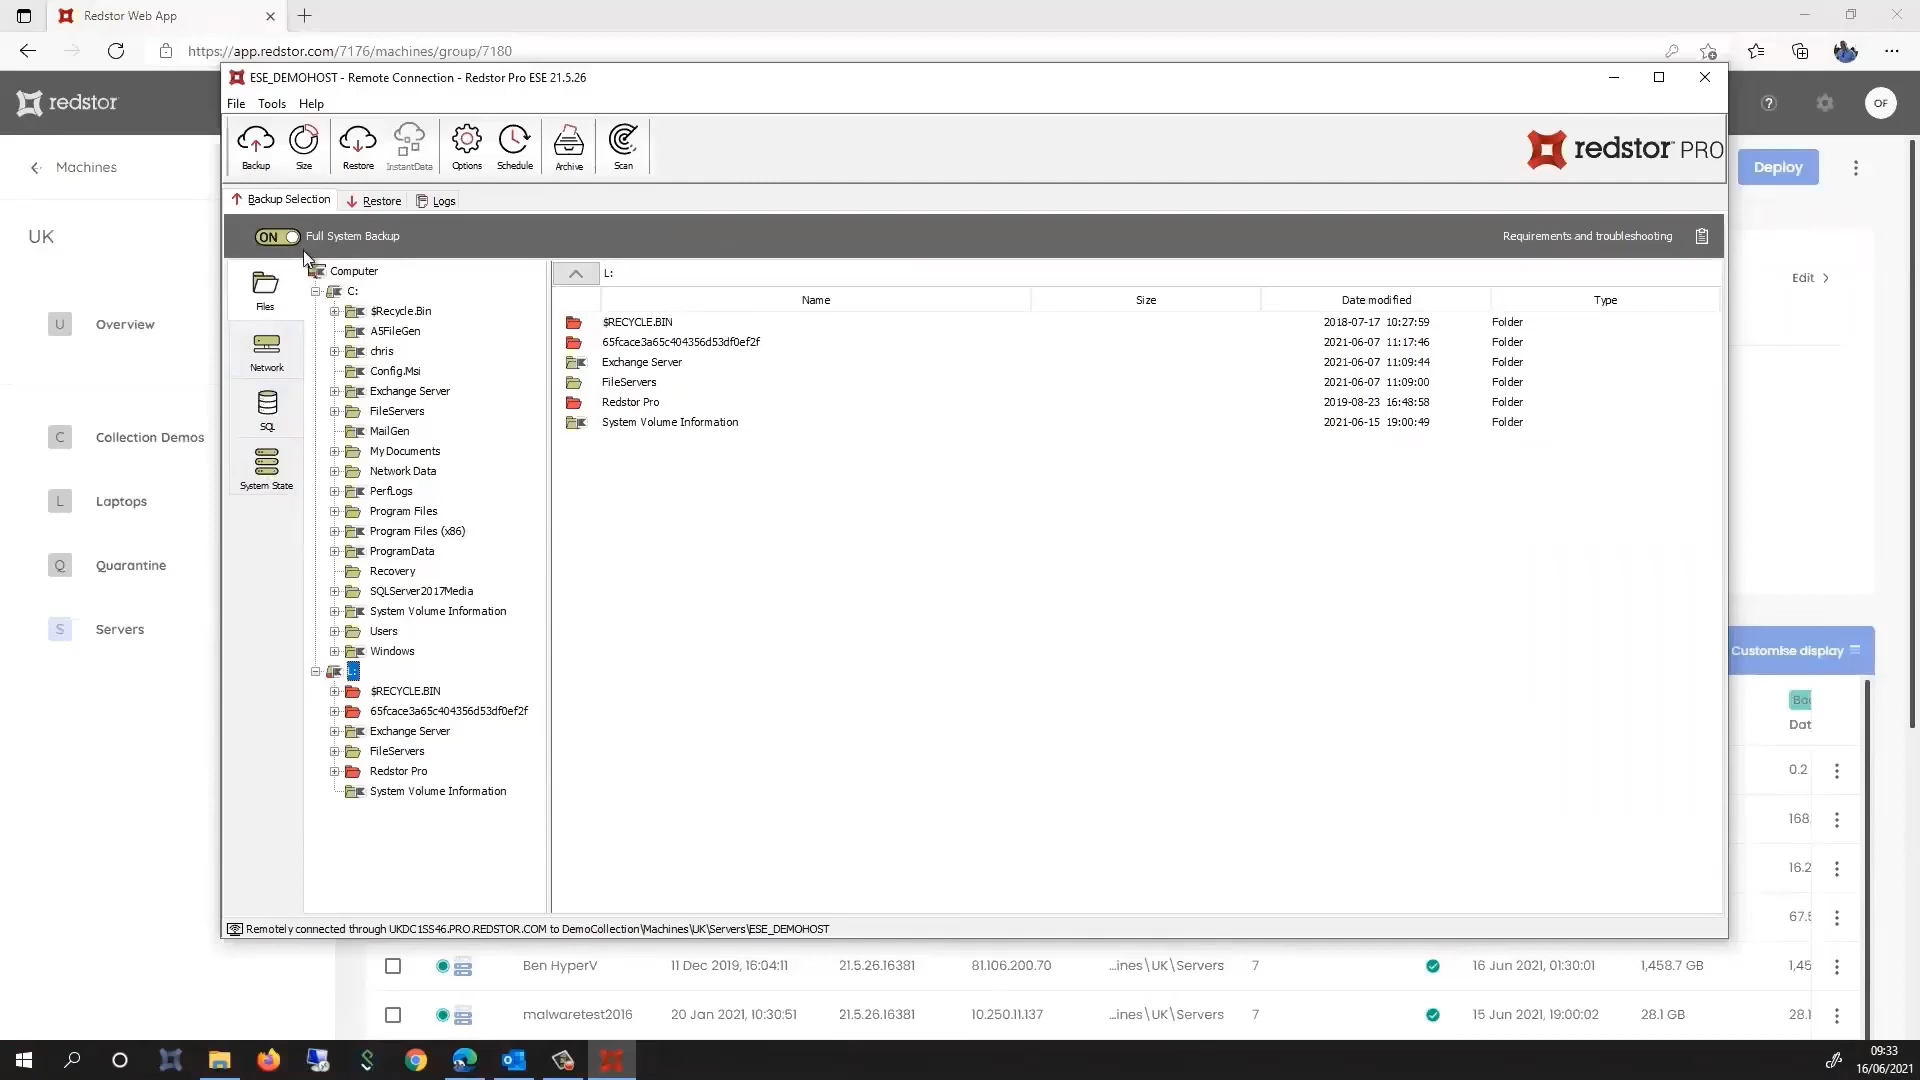 Redstor Web App
https://app.redstor.com/7176/machines/group/7180
ESE_DEMOHOST - Remote Connection - Redstor Pro ESE 21.5.26
redstor
OF
File Tools Help
Backup Size Restore InstantData Options Schedule Archive Scan
redstor PRO
Machines
Deploy
Backup Selection Restore Logs
UK
ON Full System Backup
Requirements and troubleshooting
Edit
Files
Network
SQL
System State
U Overview
C Collection Demos
L Laptops
Q Quarantine
S Servers
Computer
C:
$Recycle.Bin
A5FileGen
chris
Config.Msi
Exchange Server
FileServers
MailGen
MyDocuments
Network Data
PerfLogs
Program Files
Program Files (x86)
ProgramData
Recovery
SQLServer2017Media
System Volume Information
Users
Windows
L:
$RECYCLE.BIN
65fcace3a65c404356d53df0ef2f
Exchange Server
FileServers
Redstor Pro
System Volume Information
L:
Name Size Date modified Type
$RECYCLE.BIN 2018-07-17 10:27:59 Folder
65fcace3a65c404356d53df0ef2f 2021-06-07 11:17:46 Folder
Exchange Server 2021-06-07 11:09:44 Folder
FileServers 2021-06-07 11:09:00 Folder
Redstor Pro 2019-08-23 16:48:58 Folder
System Volume Information 2021-06-15 19:00:49 Folder
Customise display
Dat
0.2
168
16.2
67.5
Remotely connected through UKDC1SS46.PRO.REDSTOR.COM to DemoCollection\Machines\UK\Servers\ESE_DEMOHOST
Ben HyperV 11 Dec 2019, 16:04:11 21.5.26.16381 81.106.200.70 ...ines\UK\Servers 7 16 Jun 2021, 01:30:01 1,458.7 GB 1,45
malwaretest2016 20 Jan 2021, 10:30:51 21.5.26.16381 10.250.11.137 ...ines\UK\Servers 7 15 Jun 2021, 19:00:02 28.1 GB 28.1
09:33
16/06/2021